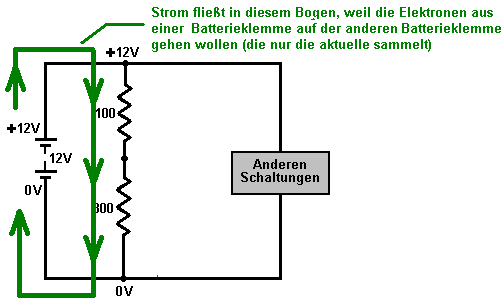 Strom fließt in diesem Bogen, weil die Elektronen aus
einer Batterieklemme auf der anderen Batterieklemme
gehen wollen (die nur die aktuelle sammelt)
+12V
100
+12V
12V
0V
Anderen
Schaltungen
0V